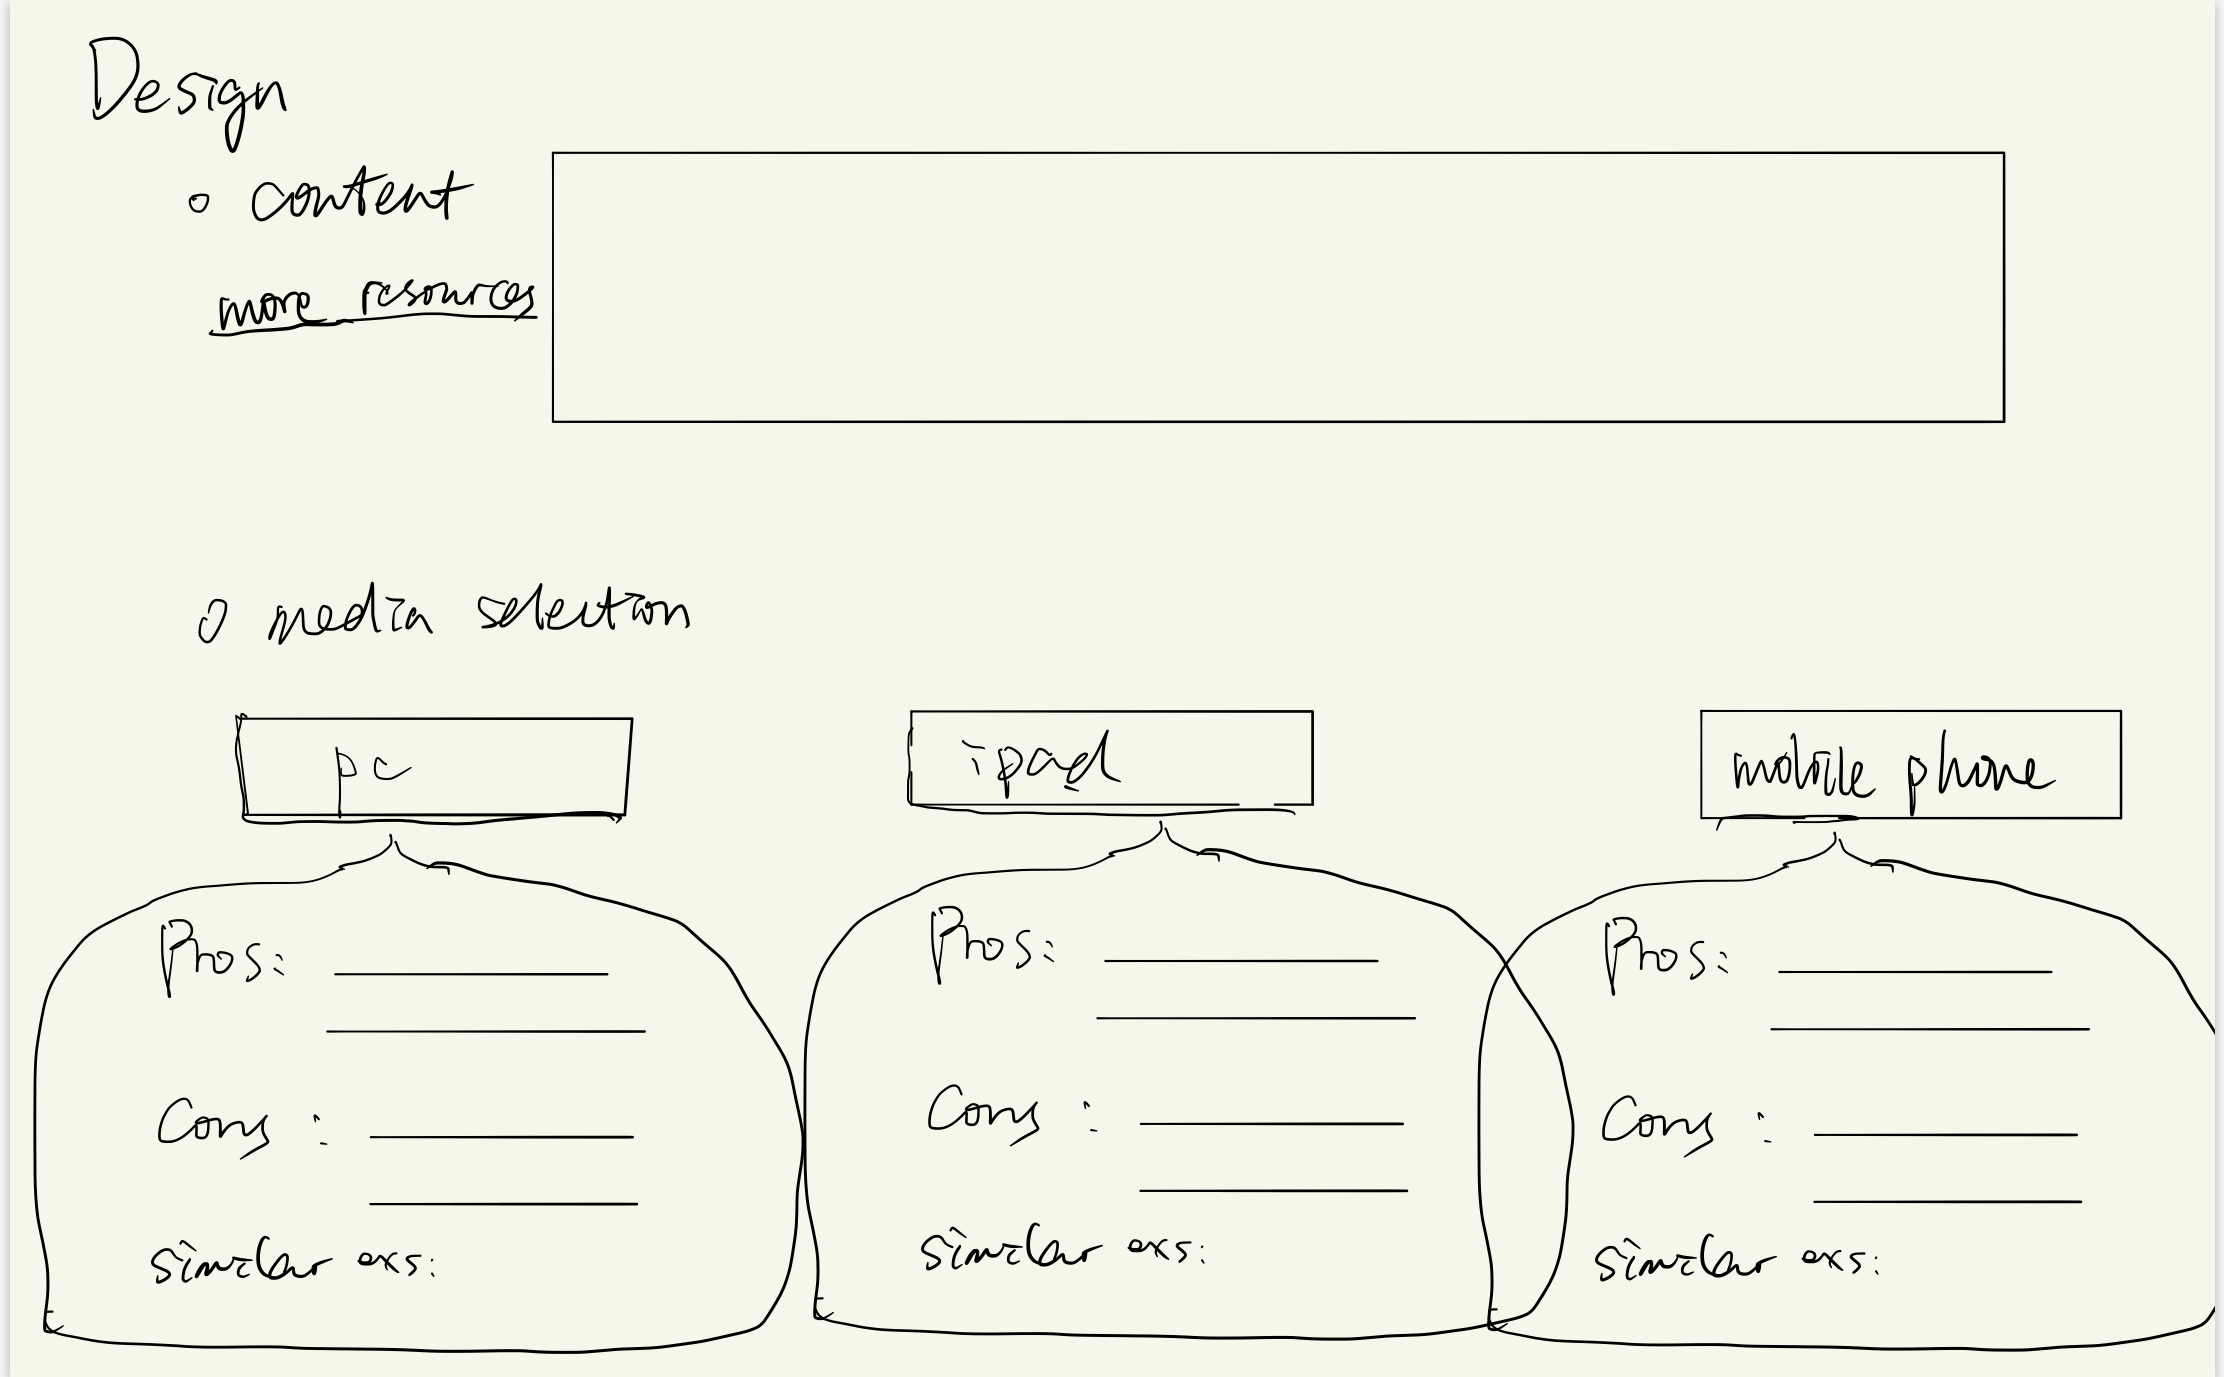 Design
○ content
more resources
○ media selection
pc
ipad
mobile phone
Pros:
Cons :
similar exs:
Pros:
Cons :
similar exs:
Pros:
Cons :
similar exs: